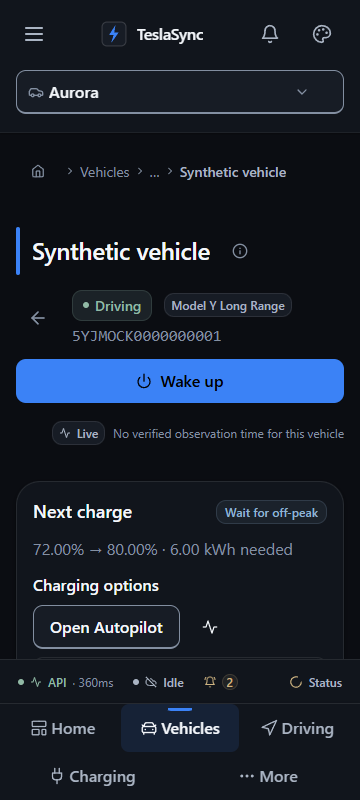 TeslaSync
Aurora
Vehicles ... Synthetic vehicle
Synthetic vehicle
Driving Model Y Long Range
5YJMOCK0000000001
Wake up
Live No verified observation time for this vehicle
Next charge Wait for off-peak
72.00% → 80.00% · 6.00 kWh needed
Charging options
Open Autopilot
API · 360ms Idle 2 Status
Home Vehicles Driving
Charging More